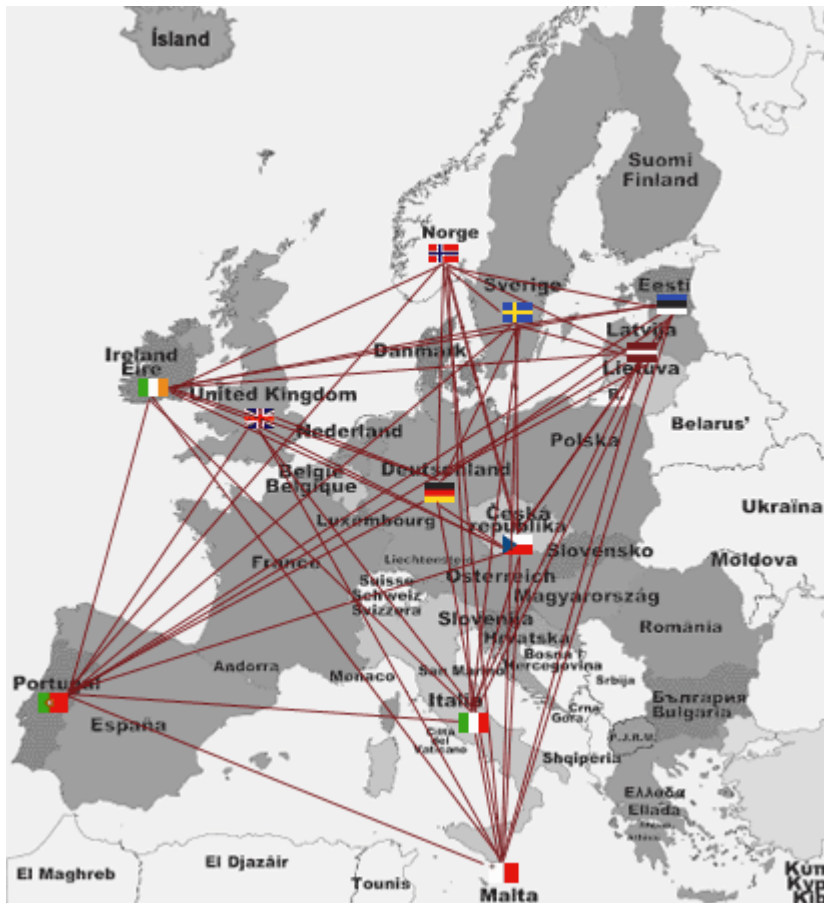 Ísland
Suomi
Finland
Norge
Sverige
Eesti
Latvija
Danmark
Ireland
Éire
Lietuva
R.
United Kingdom
Nederland
Belarus'
Polska
België
Belgique
Deutschland
Ukraïna
Luxembourg
Česká
republika
Slovensko
France
Liechtenstein
Moldova
Österreich
Suisse
Schweiz
Svizzera
Magyarország
Slovenija
Hrvatska
România
Andorra
Monaco
San Marino
Bosna i
Hercegovina
Srbija
Portugal
Italia
България
Bulgaria
España
Crna
Gora
Città
del
Vaticano
F.J.R.M.
Shqipëria
Ελλάδα
Ellada
El Maghreb
El Djazáir
Tounis
Malta